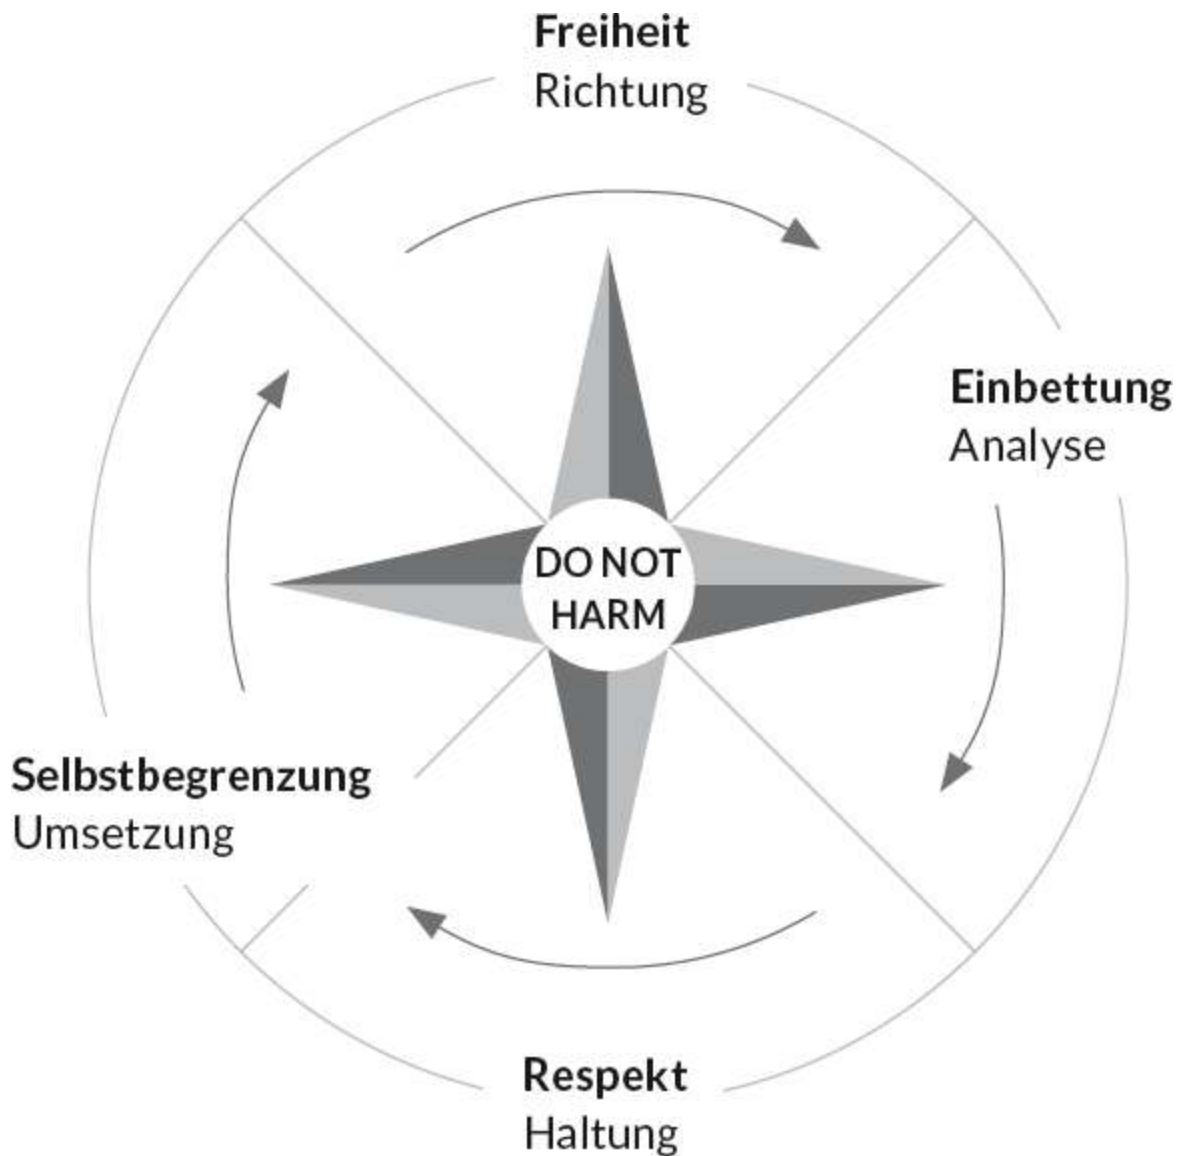 Freiheit
Richtung
Einbettung
Analyse
DO NOT
HARM
Selbstbegrenzung
Umsetzung
Respekt
Haltung